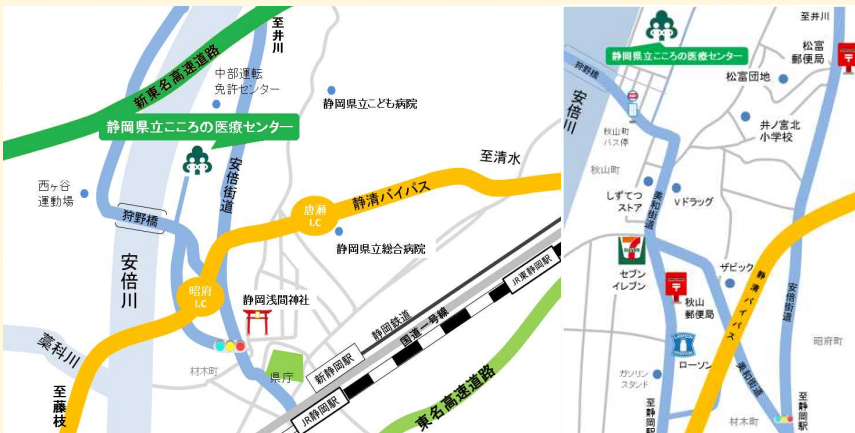 至井川
新東名高速道路
中部運転
免許センター
静岡県立こども病院
静岡県立こころの医療センター
安倍街道
至清水
西ヶ谷
運動場
狩野橋
唐瀬
I.C
静清バイパス
静岡県立総合病院
安倍川
昭府
I.C
静岡浅間神社
JR東静岡駅
静岡鉄道
国道一号線
藁科川
材木町
県庁
新静岡駅
至藤枝
JR静岡駅
東名高速道路
至井川
松富
郵便局
静岡県立こころの医療センター
狩野橋
松富団地
安倍川
秋山町
バス停
井ノ宮北
小学校
秋山町
美和街道
しずてつ
ストア
Vドラッグ
セブン
イレブン
ザビック
静清バイパス
安倍街道
秋山
郵便局
昭府町
ローソン
ガソリン
スタンド
美和街道
至静岡駅
材木町
至静岡駅